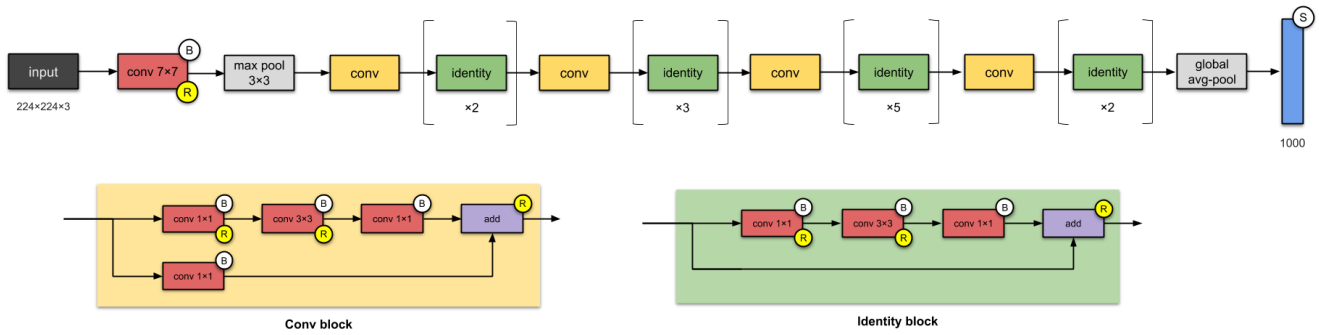 B
S
input
conv 7×7
max pool
3×3
conv
identity
conv
identity
conv
identity
conv
identity
global
avg-pool
R
224×224×3
×2
×3
×5
×2
1000
B
B
B
R
conv 1×1
conv 3×3
conv 1×1
add
R
R
B
conv 1×1
Conv block
B
B
B
R
conv 1×1
conv 3×3
conv 1×1
add
R
R
Identity block